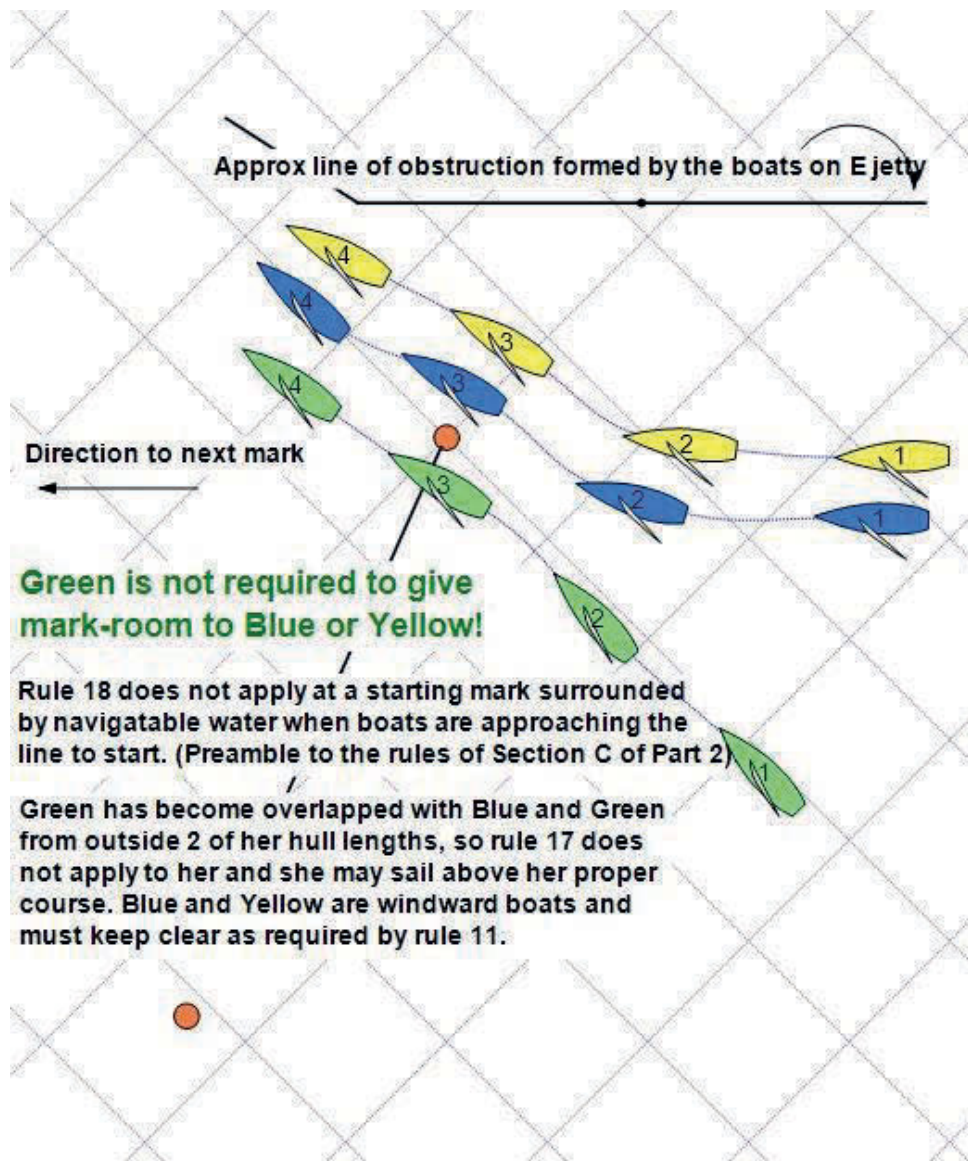 Approx line of obstruction formed by the boats on E jetty
4
4
3
3
4
2
1
Direction to next mark
3
2
1
Green is not required to give
mark-room to Blue or Yellow!
2
Rule 18 does not apply at a starting mark surrounded
by navigatable water when boats are approaching the
line to start. (Preamble to the rules of Section C of Part 2)
1
Green has become overlapped with Blue and Green
from outside 2 of her hull lengths, so rule 17 does
not apply to her and she may sail above her proper
course. Blue and Yellow are windward boats and
must keep clear as required by rule 11.